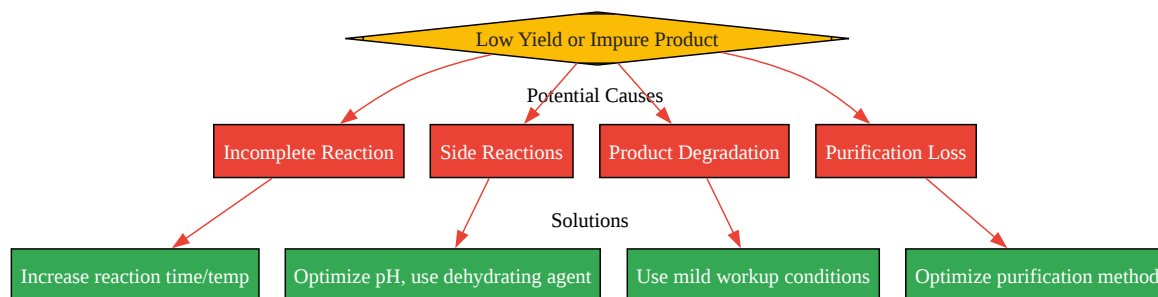 Low Yield or Impure Product
Potential Causes
Incomplete Reaction
Side Reactions
Product Degradation
Purification Loss
Solutions
Increase reaction time/temp
Optimize pH, use dehydrating agent
Use mild workup conditions
Optimize purification method